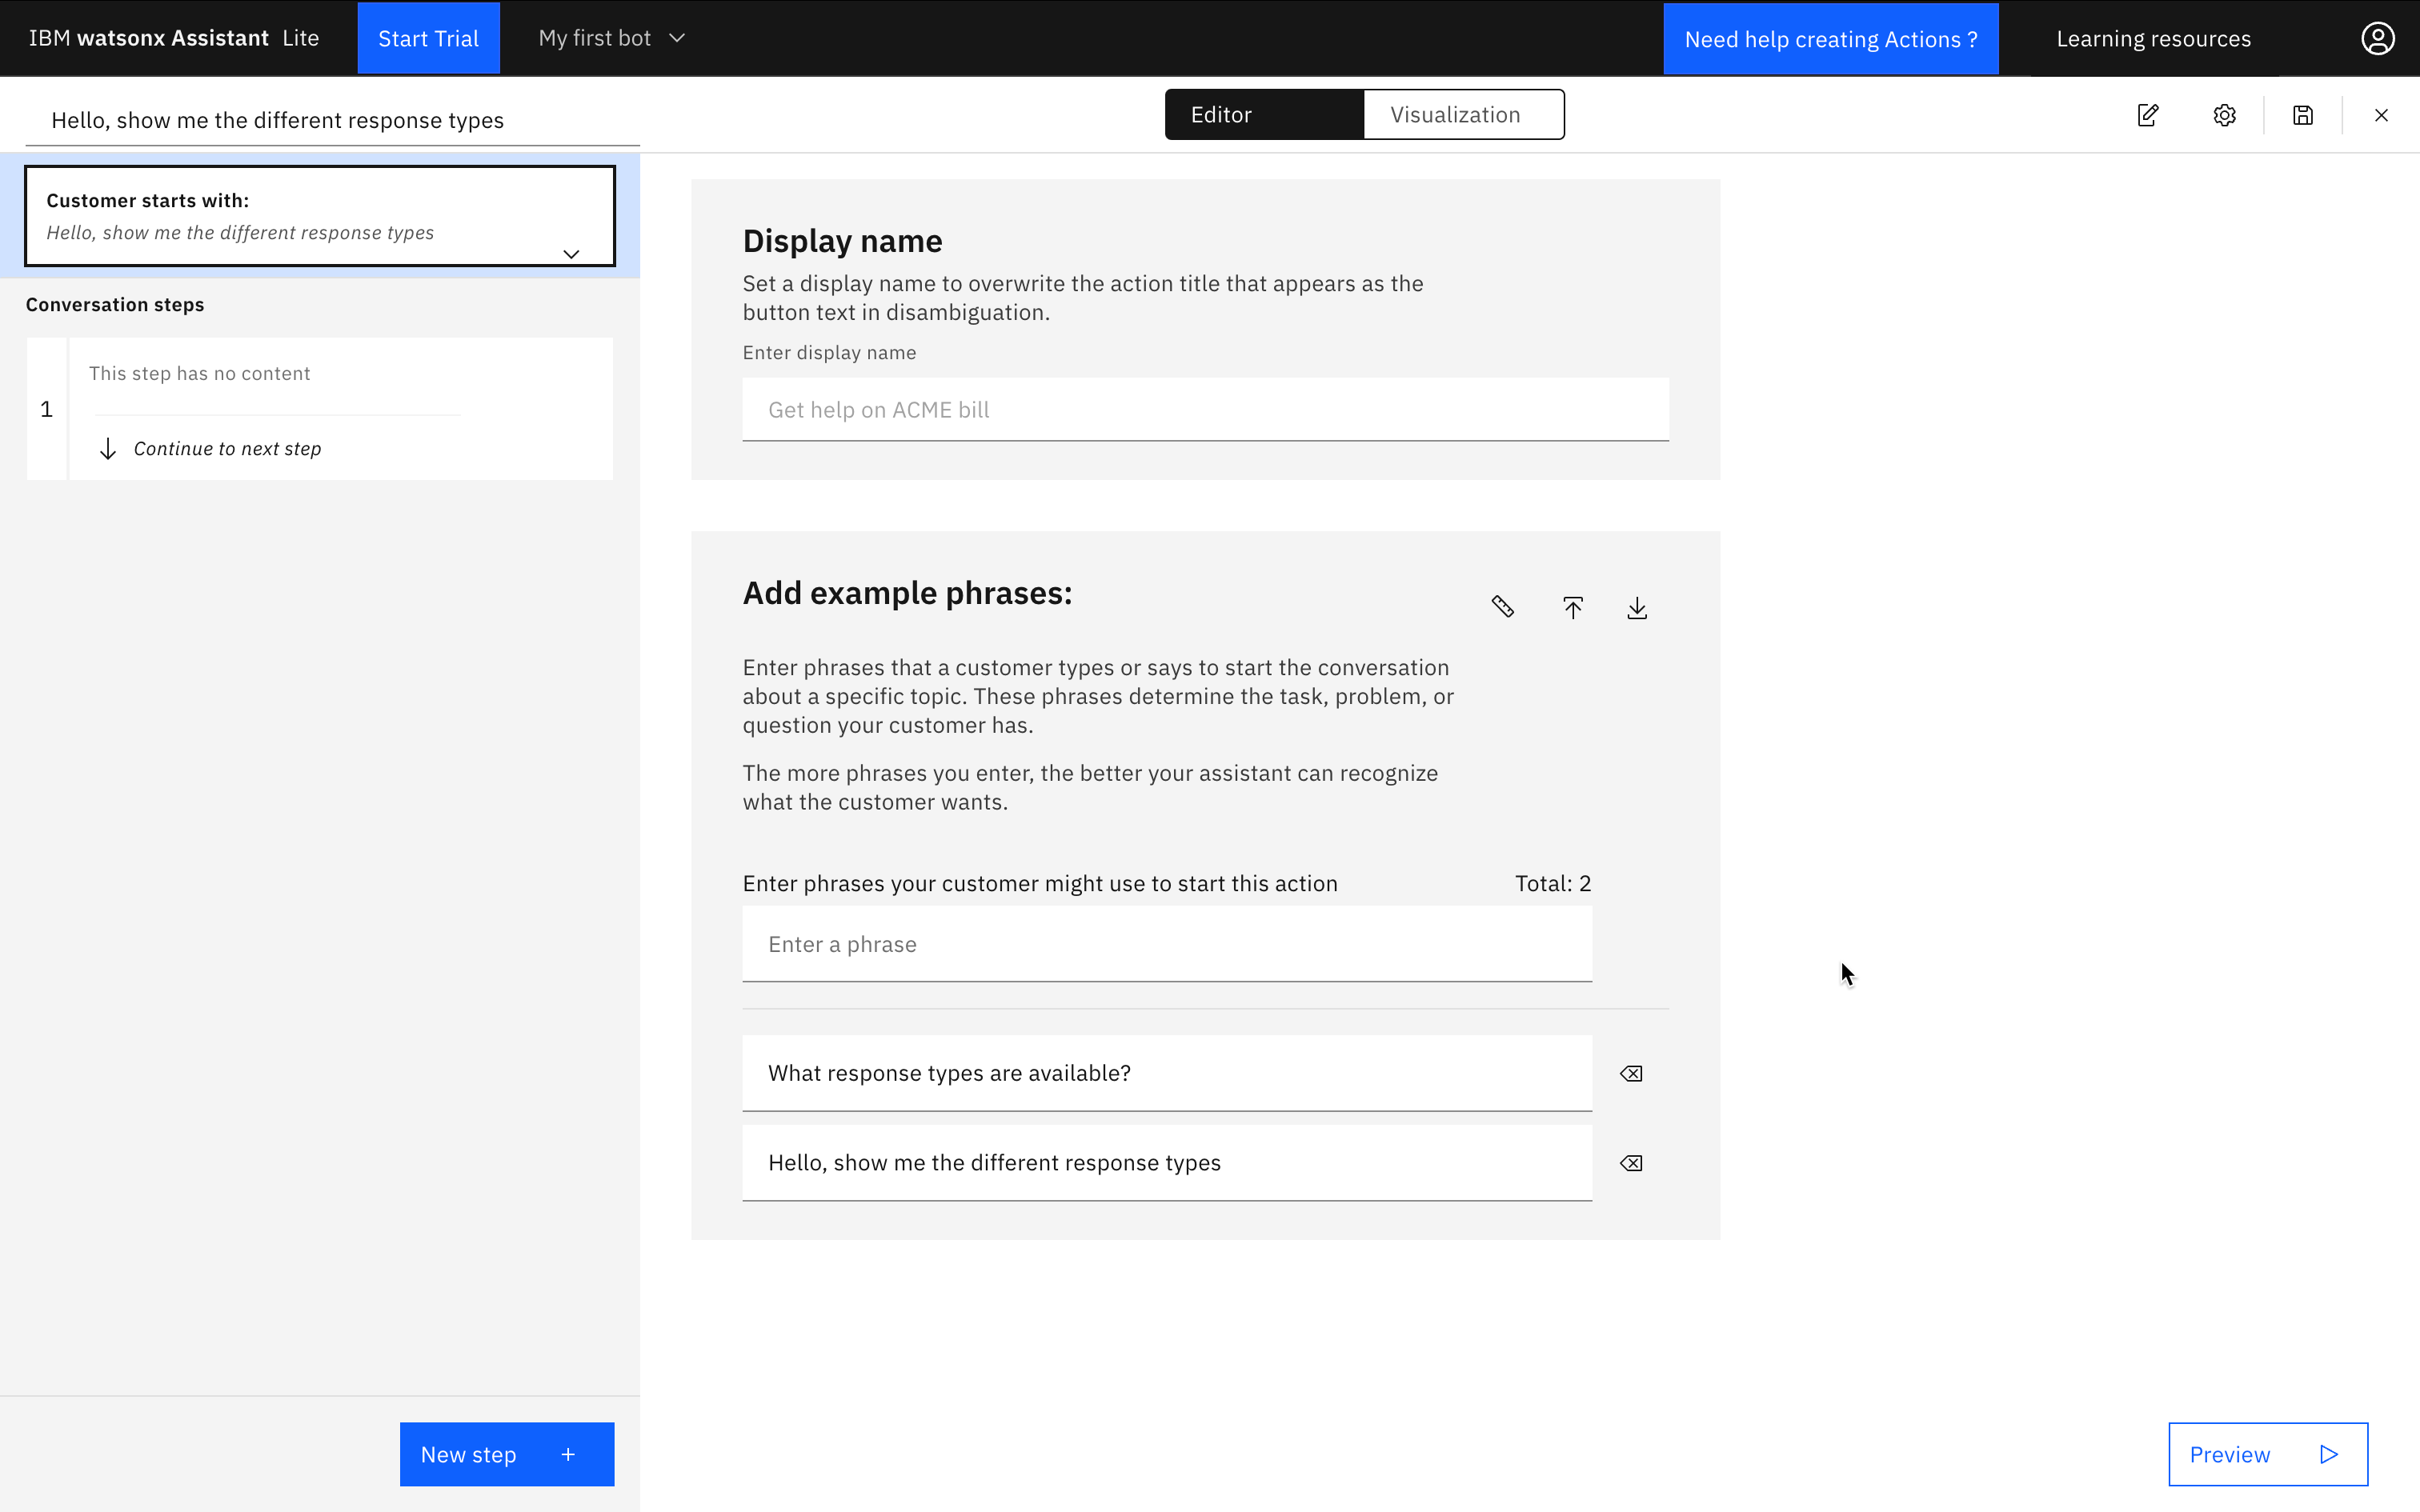 IBM watsonx Assistant Lite
Start Trial
My first bot
Need help creating Actions ?
Learning resources
Hello, show me the different response types
Editor
Visualization
Customer starts with:
Hello, show me the different response types
Conversation steps
1
This step has no content
Continue to next step
New step
Display name
Set a display name to overwrite the action title that appears as the
button text in disambiguation.
Enter display name
Get help on ACME bill
Add example phrases:
Enter phrases that a customer types or says to start the conversation
about a specific topic. These phrases determine the task, problem, or
question your customer has.
The more phrases you enter, the better your assistant can recognize
what the customer wants.
Enter phrases your customer might use to start this action
Total: 2
Enter a phrase
What response types are available?
Hello, show me the different response types
Preview